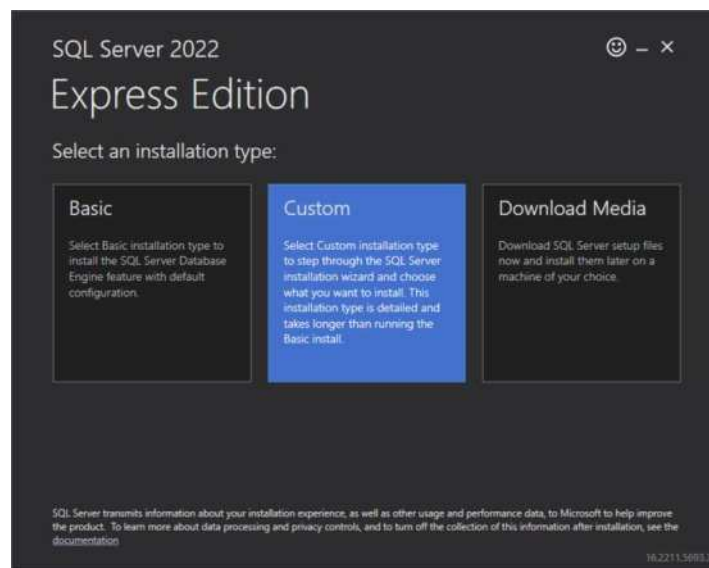 SQL Server 2022
Express Edition
Select an installation type:
Basic
Select Basic installation type to
install the SQL Server Database
Engine feature with default
configuration.
Custom
Select Custom installation type
to step through the SQL Server
installation wizard and choose
what you want to install. This
installation type is detailed and
takes longer than running the
Basic install.
Download Media
Download SQL Server setup files
now and install them later on a
machine of your choice.
SQL Server transmits information about your installation experience, as well as other usage and performance data, to Microsoft to help improve
the product. To learn more about data processing and privacy controls, and to turn off the collection of this information after installation, see the
documentation